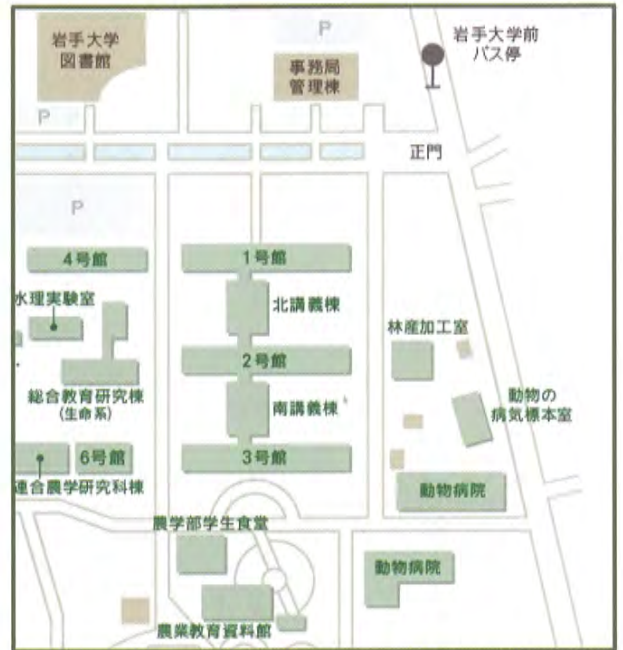 岩手大学
図書館
P
事務局
管理棟
岩手大学前
バス停
P
正門
P
4号館
1号館
水理実験室
北講義棟
林産加工室
2号館
総合教育研究棟
(生命系)
南講義棟
動物の
病気標本室
6号館
3号館
連合農学研究科棟
動物病院
農学部学生食堂
動物病院
農業教育資料館